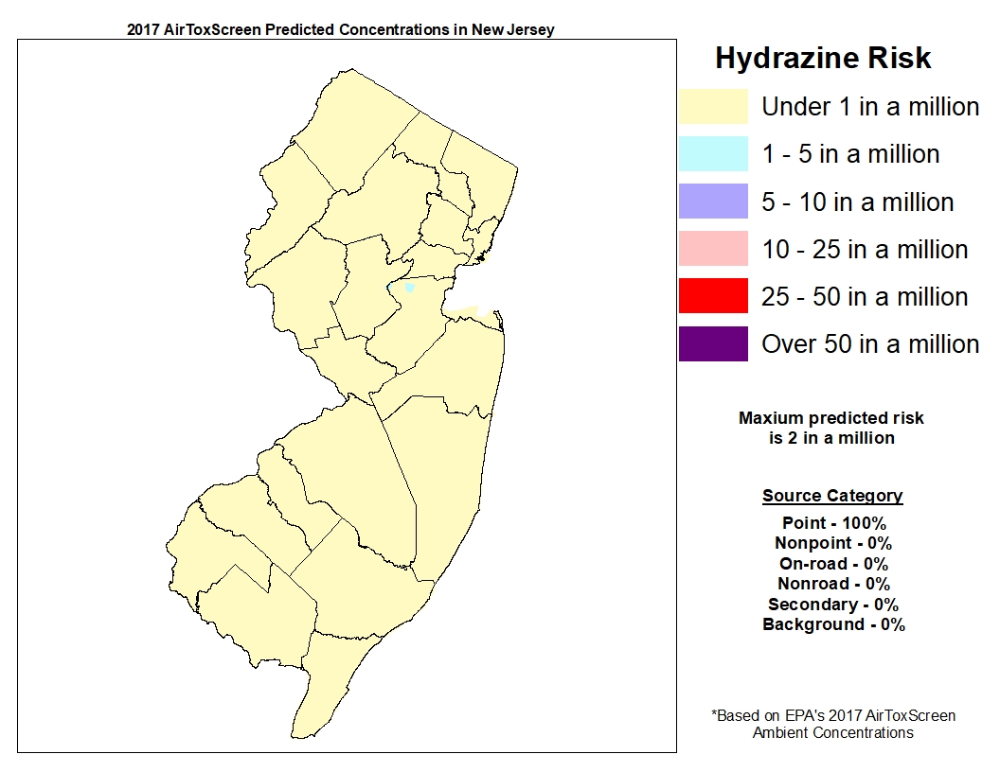 2017 AirToxScreen Predicted Concentrations in New Jersey
Hydrazine Risk
Under 1 in a million
1 - 5 in a million
5 - 10 in a million
10 - 25 in a million
25 - 50 in a million
Over 50 in a million
Maxium predicted risk
is 2 in a million
Source Category
Point - 100%
Nonpoint - 0%
On-road - 0%
Nonroad - 0%
Secondary - 0%
Background - 0%
*Based on EPA's 2017 AirToxScreen
Ambient Concentrations